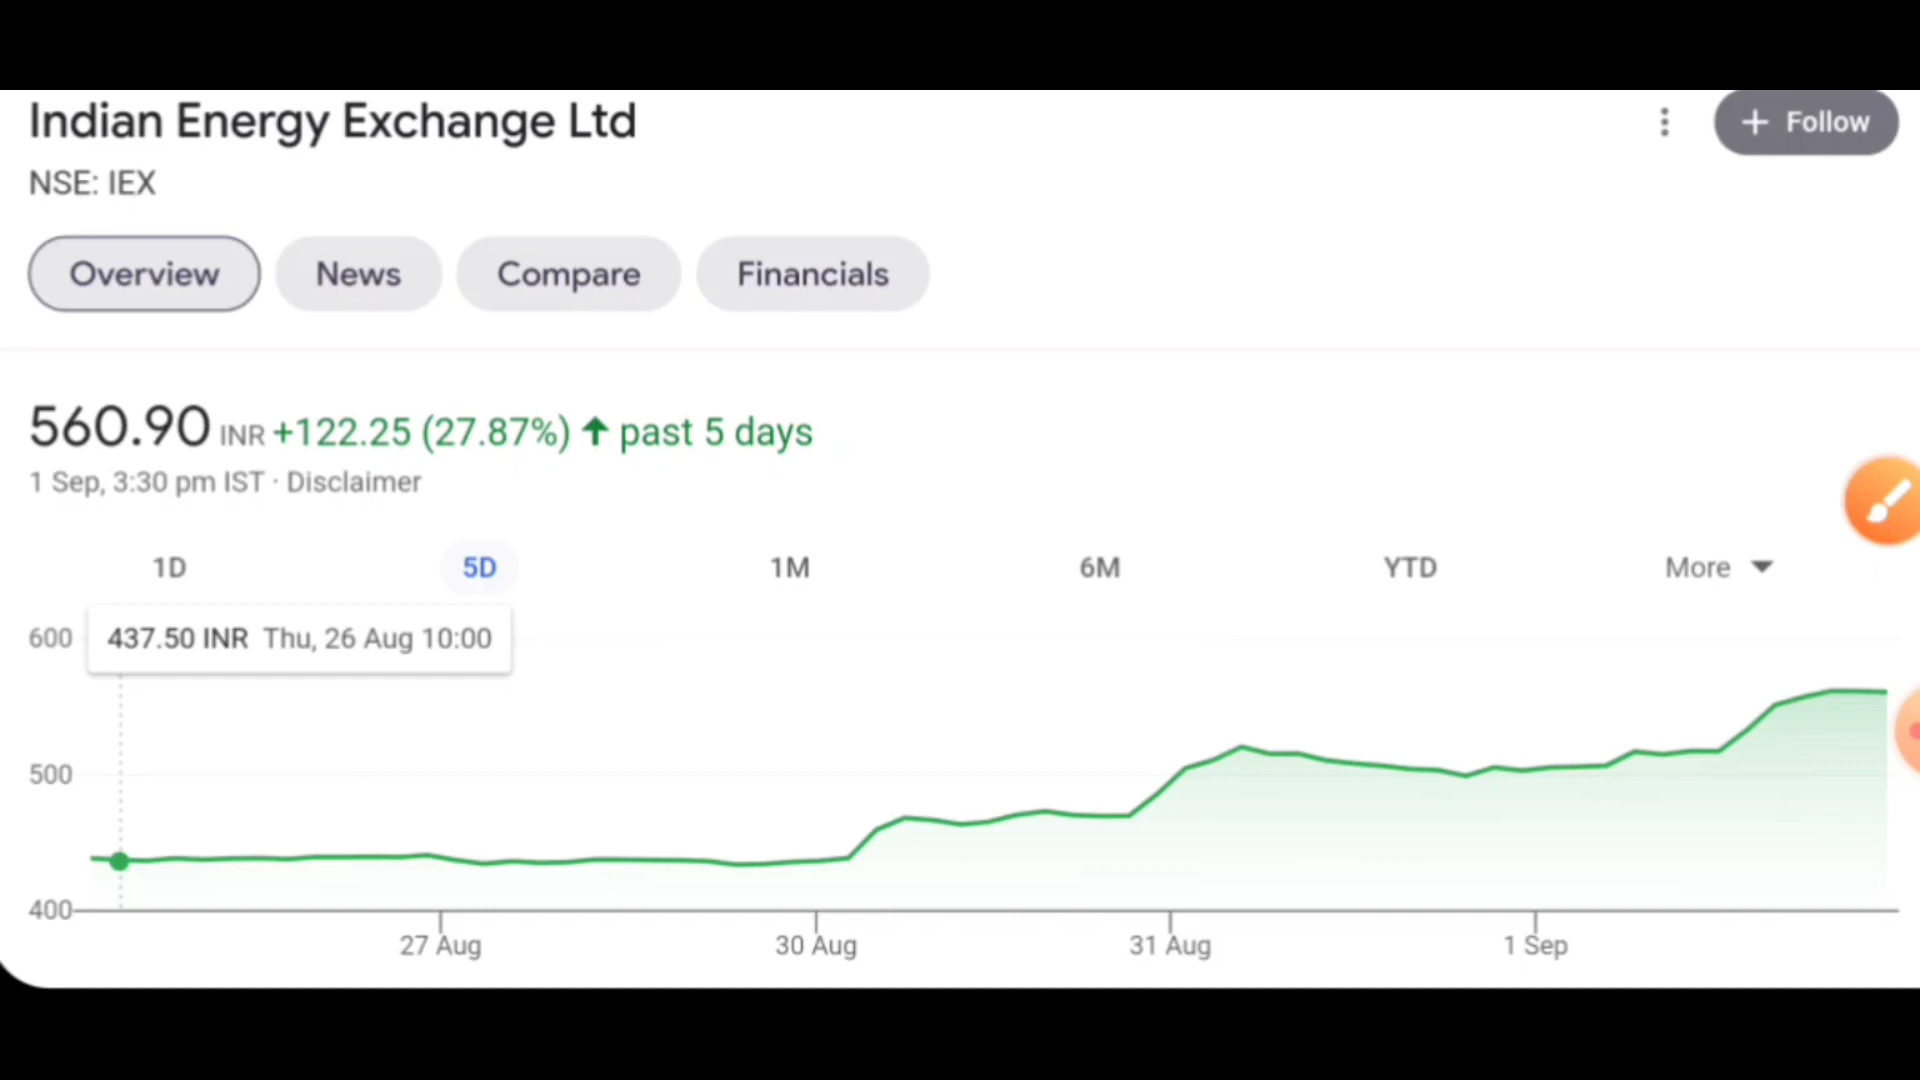 Indian Energy Exchange Ltd
+ Follow
NSE: IEX
Overview News Compare Financials
560.90 INR +122.25 (27.87%) ↑ past 5 days
1 Sep, 3:30 pm IST · Disclaimer
1D 5D 1M 6M YTD More
437.50 INR Thu, 26 Aug 10:00
600
500
400
27 Aug 30 Aug 31 Aug 1 Sep